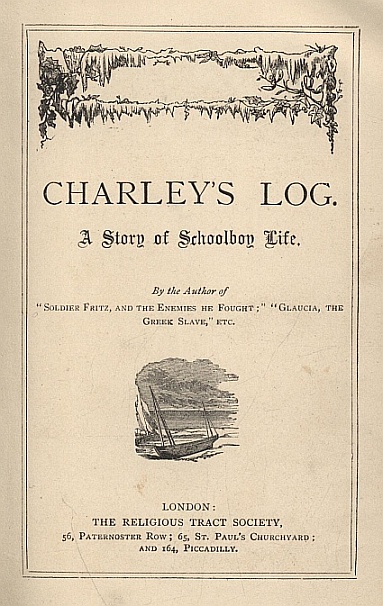 CHARLEY'S LOG.
A Story of Schoolboy Life.
By the Author of
"SOLDIER FRITZ, AND THE ENEMIES HE FOUGHT;" "GLAUCIA, THE
GREEK SLAVE," ETC.
LONDON:
THE RELIGIOUS TRACT SOCIETY,
56, PATERNOSTER ROW; 65, ST. PAUL'S CHURCHYARD;
AND 164, PICCADILLY.